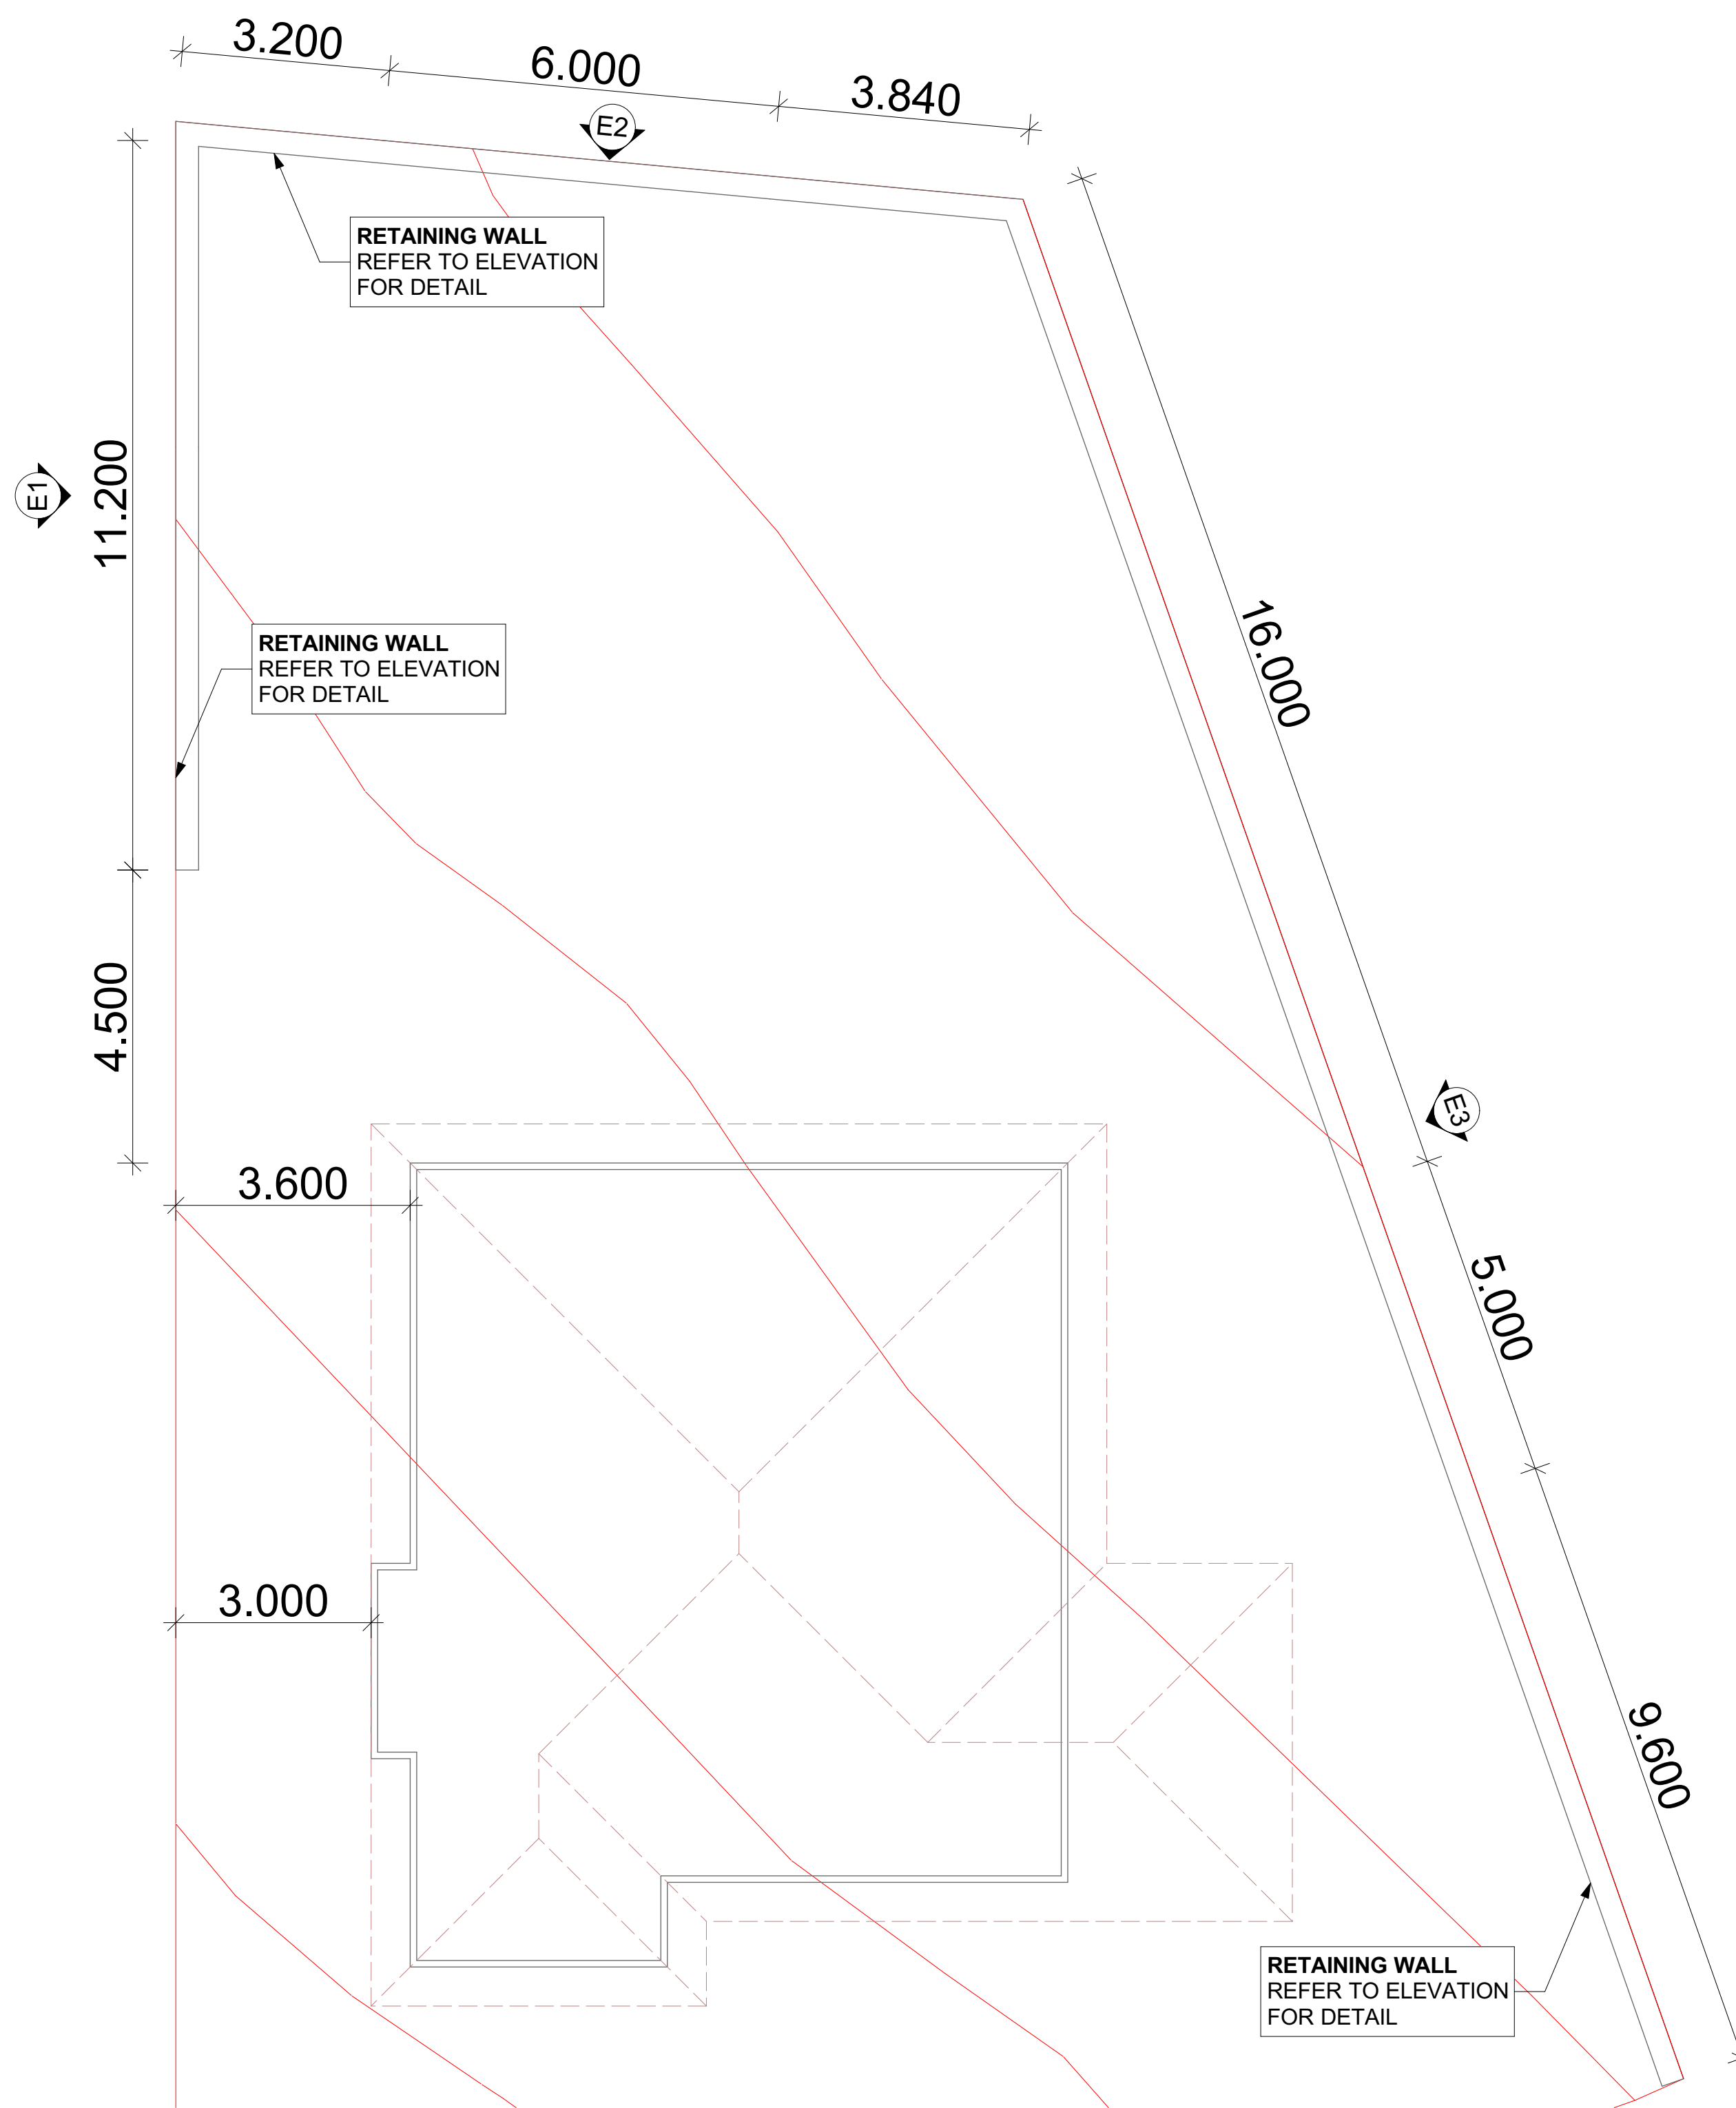 3.200
6.000
3.840
E2
RETAINING WALL
REFER TO ELEVATION
FOR DETAIL
11.200
E1
16.000
RETAINING WALL
REFER TO ELEVATION
FOR DETAIL
4.500
E3
3.600
5.000
3.000
9.600
RETAINING WALL
REFER TO ELEVATION
FOR DETAIL